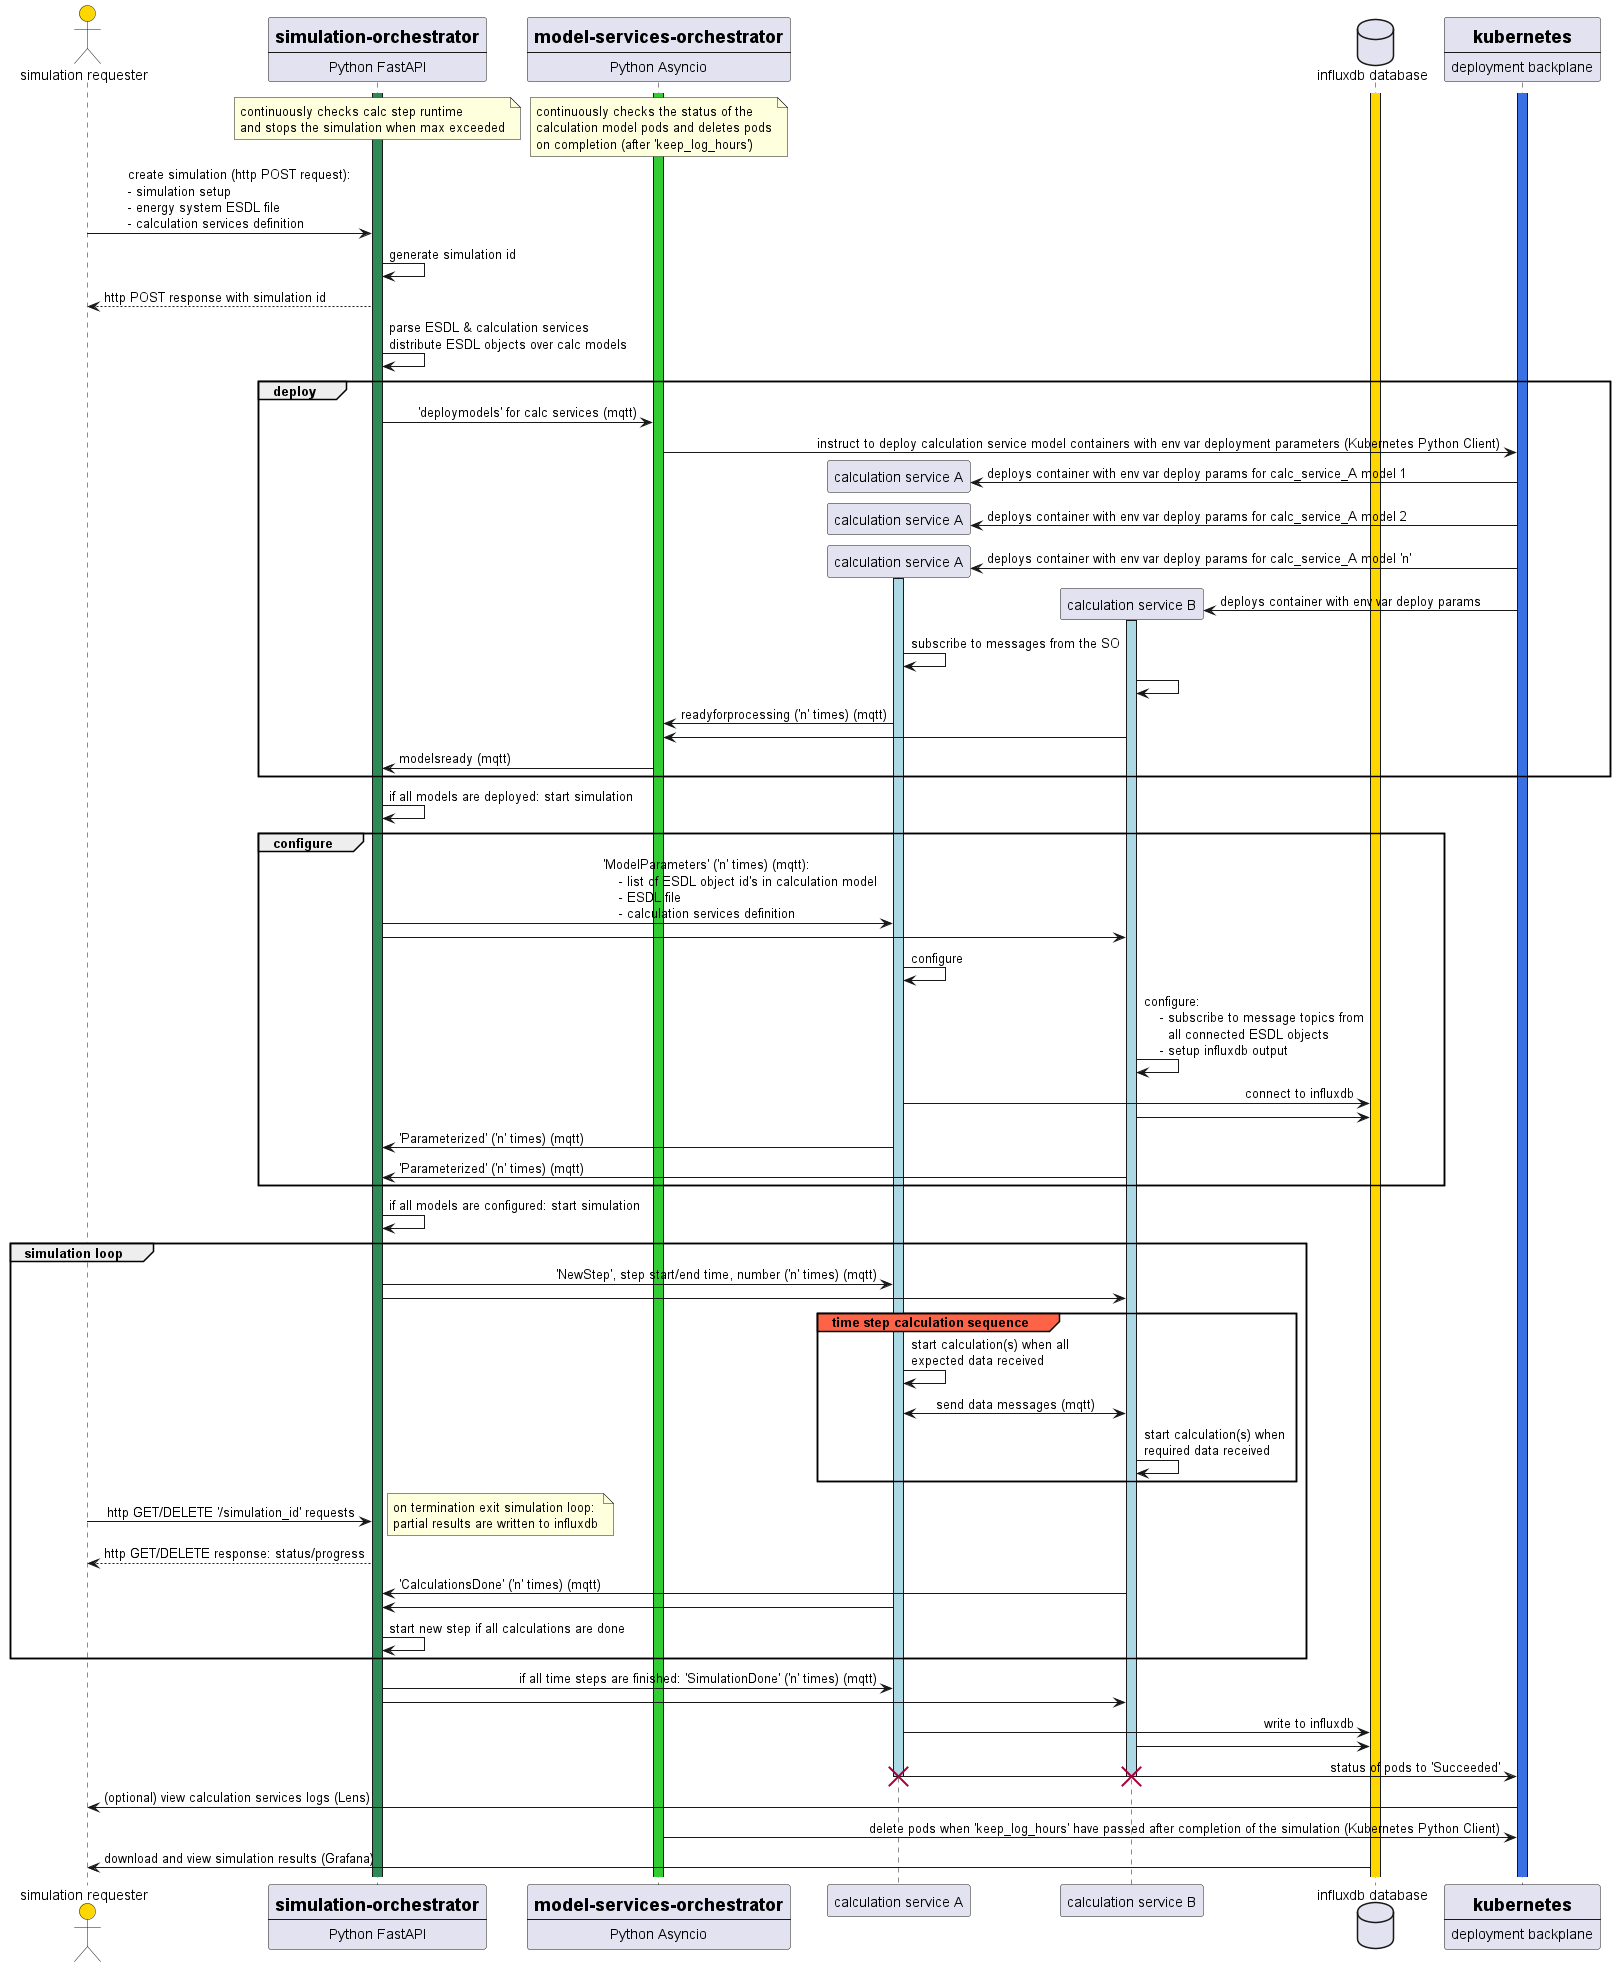 simulation requester
simulation-orchestrator
Python FastAPI
model-services-orchestrator
Python Asyncio
influxdb database
kubernetes
deployment backplane
continuously checks calc step runtime
and stops the simulation when max exceeded
continuously checks the status of the
calculation model pods and deletes pods
on completion (after 'keep_log_hours')
create simulation (http POST request):
- simulation setup
- energy system ESDL file
- calculation services definition
generate simulation id
http POST response with simulation id
parse ESDL & calculation services
distribute ESDL objects over calc models
deploy
'deploymodels' for calc services (mqtt)
instruct to deploy calculation service model containers with env var deployment parameters (Kubernetes Python Client)
calculation service A
deploys container with env var deploy params for calc_service_A model 1
calculation service A
deploys container with env var deploy params for calc_service_A model 2
calculation service A
deploys container with env var deploy params for calc_service_A model 'n'
calculation service B
deploys container with env var deploy params
subscribe to messages from the SO
readyforprocessing ('n' times) (mqtt)
modelsready (mqtt)
if all models are deployed: start simulation
configure
'ModelParameters' ('n' times) (mqtt):
- list of ESDL object id's in calculation model
- ESDL file
- calculation services definition
configure
configure:
- subscribe to message topics from
all connected ESDL objects
- setup influxdb output
connect to influxdb
'Parameterized' ('n' times) (mqtt)
'Parameterized' ('n' times) (mqtt)
if all models are configured: start simulation
simulation loop
'NewStep', step start/end time, number ('n' times) (mqtt)
time step calculation sequence
start calculation(s) when all
expected data received
send data messages (mqtt)
start calculation(s) when
required data received
http GET/DELETE '/simulation_id' requests
on termination exit simulation loop:
partial results are written to influxdb
http GET/DELETE response: status/progress
'CalculationsDone' ('n' times) (mqtt)
start new step if all calculations are done
if all time steps are finished: 'SimulationDone' ('n' times) (mqtt)
write to influxdb
status of pods to 'Succeeded'
(optional) view calculation services logs (Lens)
delete pods when 'keep_log_hours' have passed after completion of the simulation (Kubernetes Python Client)
download and view simulation results (Grafana)
simulation requester
simulation-orchestrator
Python FastAPI
model-services-orchestrator
Python Asyncio
calculation service A
calculation service B
influxdb database
kubernetes
deployment backplane